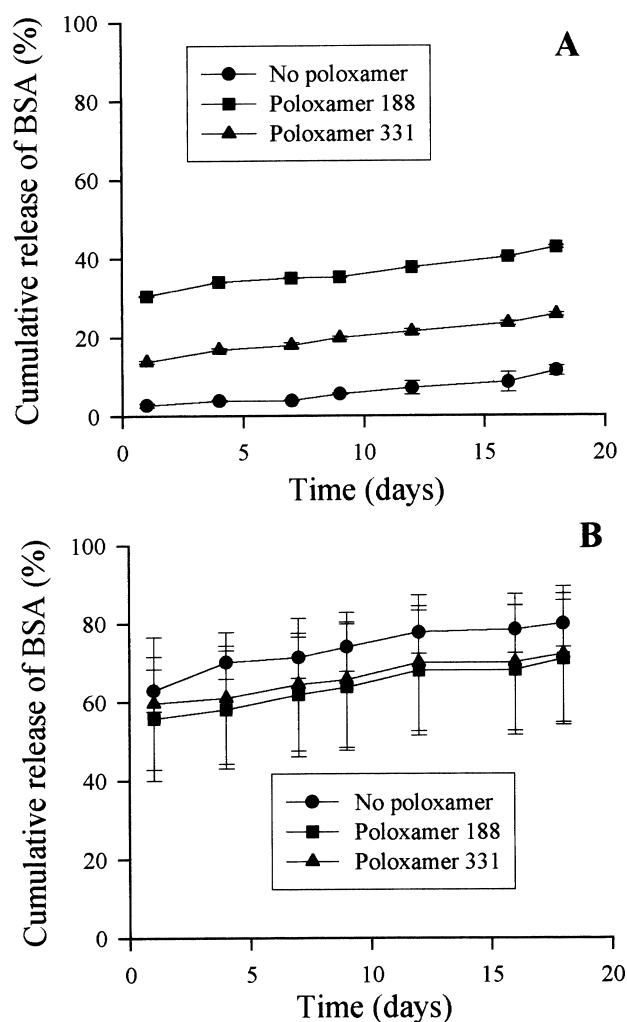 A
Cumulative release of BSA (%)
100
80
60
40
20
0
No poloxamer
Poloxamer 188
Poloxamer 331
0 5 10 15 20
Time (days)
B
Cumulative release of BSA (%)
100
80
60
40
20
0
No poloxamer
Poloxamer 188
Poloxamer 331
0 5 10 15 20
Time (days)